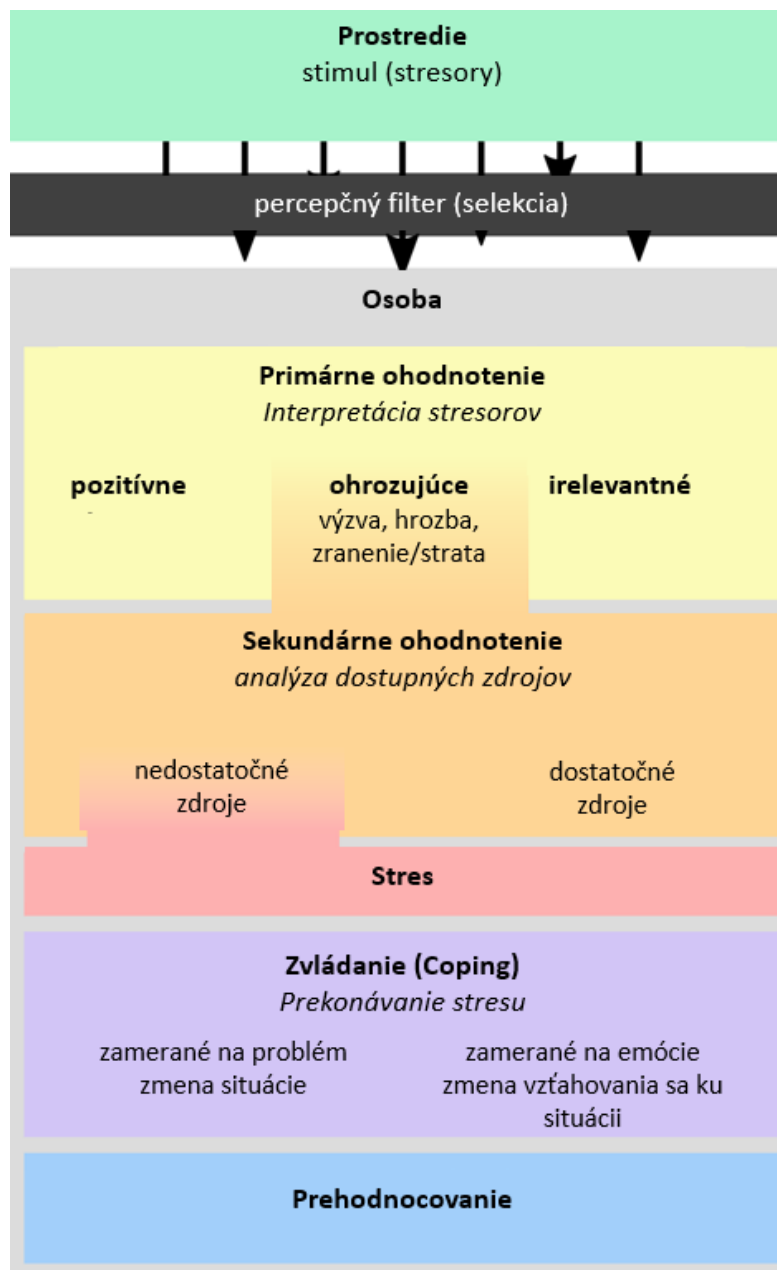 Prostredie
stimul (stresory)
percepčný filter (selekcia)
Osoba
Primárne ohodnotenie
Interpretácia stresorov
pozitívne
ohrozujúce
výzva, hrozba,
zranenie/strata
irelevantné
Sekundárne ohodnotenie
analýza dostupných zdrojov
nedostatočné
zdroje
dostatočné
zdroje
Stres
Zvládanie (Coping)
Prekonávanie stresu
zamerané na problém
zmena situácie
zamerané na emócie
zmena vzťahovania sa ku
situácii
Prehodnocovanie